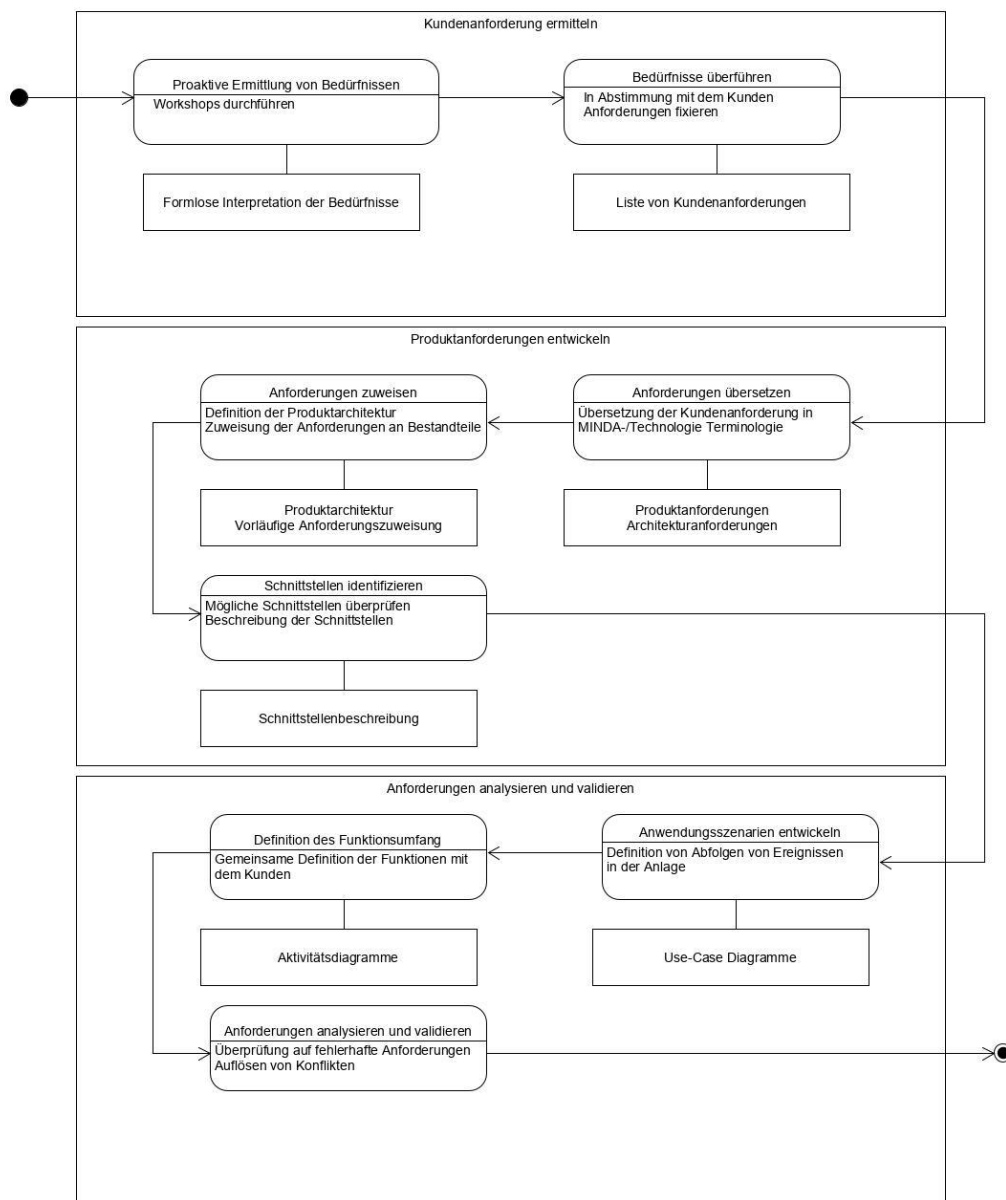 Kundenanforderung ermitteln
Proaktive Ermittlung von Bedürfnissen
Workshops durchführen
Bedürfnisse überführen
In Abstimmung mit dem Kunden
Anforderungen fixieren
Formlose Interpretation der Bedürfnisse
Liste von Kundenanforderungen
Produktanforderungen entwickeln
Anforderungen übersetzen
Übersetzung der Kundenanforderung in
MINDA-/Technologie Terminologie
Anforderungen zuweisen
Definition der Produktarchitektur
Zuweisung der Anforderungen an Bestandteile
Produktanforderungen
Architekturanforderungen
Produktarchitektur
Vorläufige Anforderungszuweisung
Schnittstellen identifizieren
Mögliche Schnittstellen überprüfen
Beschreibung der Schnittstellen
Schnittstellenbeschreibung
Anforderungen analysieren und validieren
Anwendungsszenarien entwickeln
Definition von Abfolgen von Ereignissen
in der Anlage
Definition des Funktionsumfang
Gemeinsame Definition der Funktionen mit
dem Kunden
Use-Case Diagramme
Aktivitätsdiagramme
Anforderungen analysieren und validieren
Überprüfung auf fehlerhafte Anforderungen
Auflösen von Konflikten